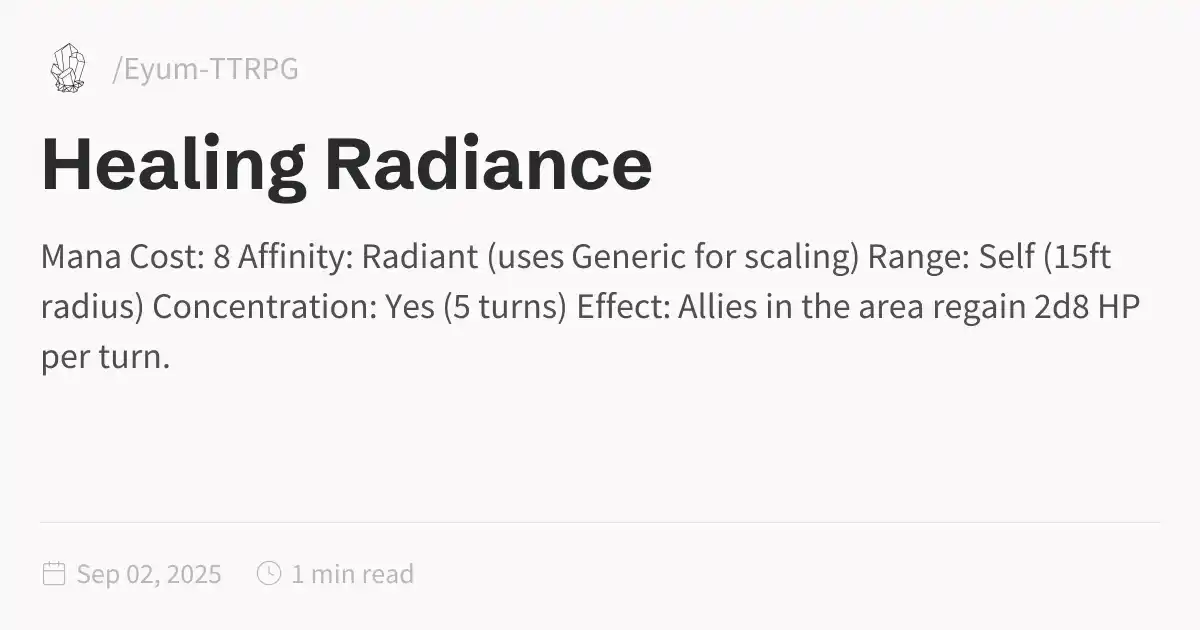 /Eyum-TTRPG
Healing Radiance
Mana Cost: 8 Affinity: Radiant (uses Generic for scaling) Range: Self (15ft
radius) Concentration: Yes (5 turns) Effect: Allies in the area regain 2d8 HP
per turn.
Sep 02, 2025 1 min read